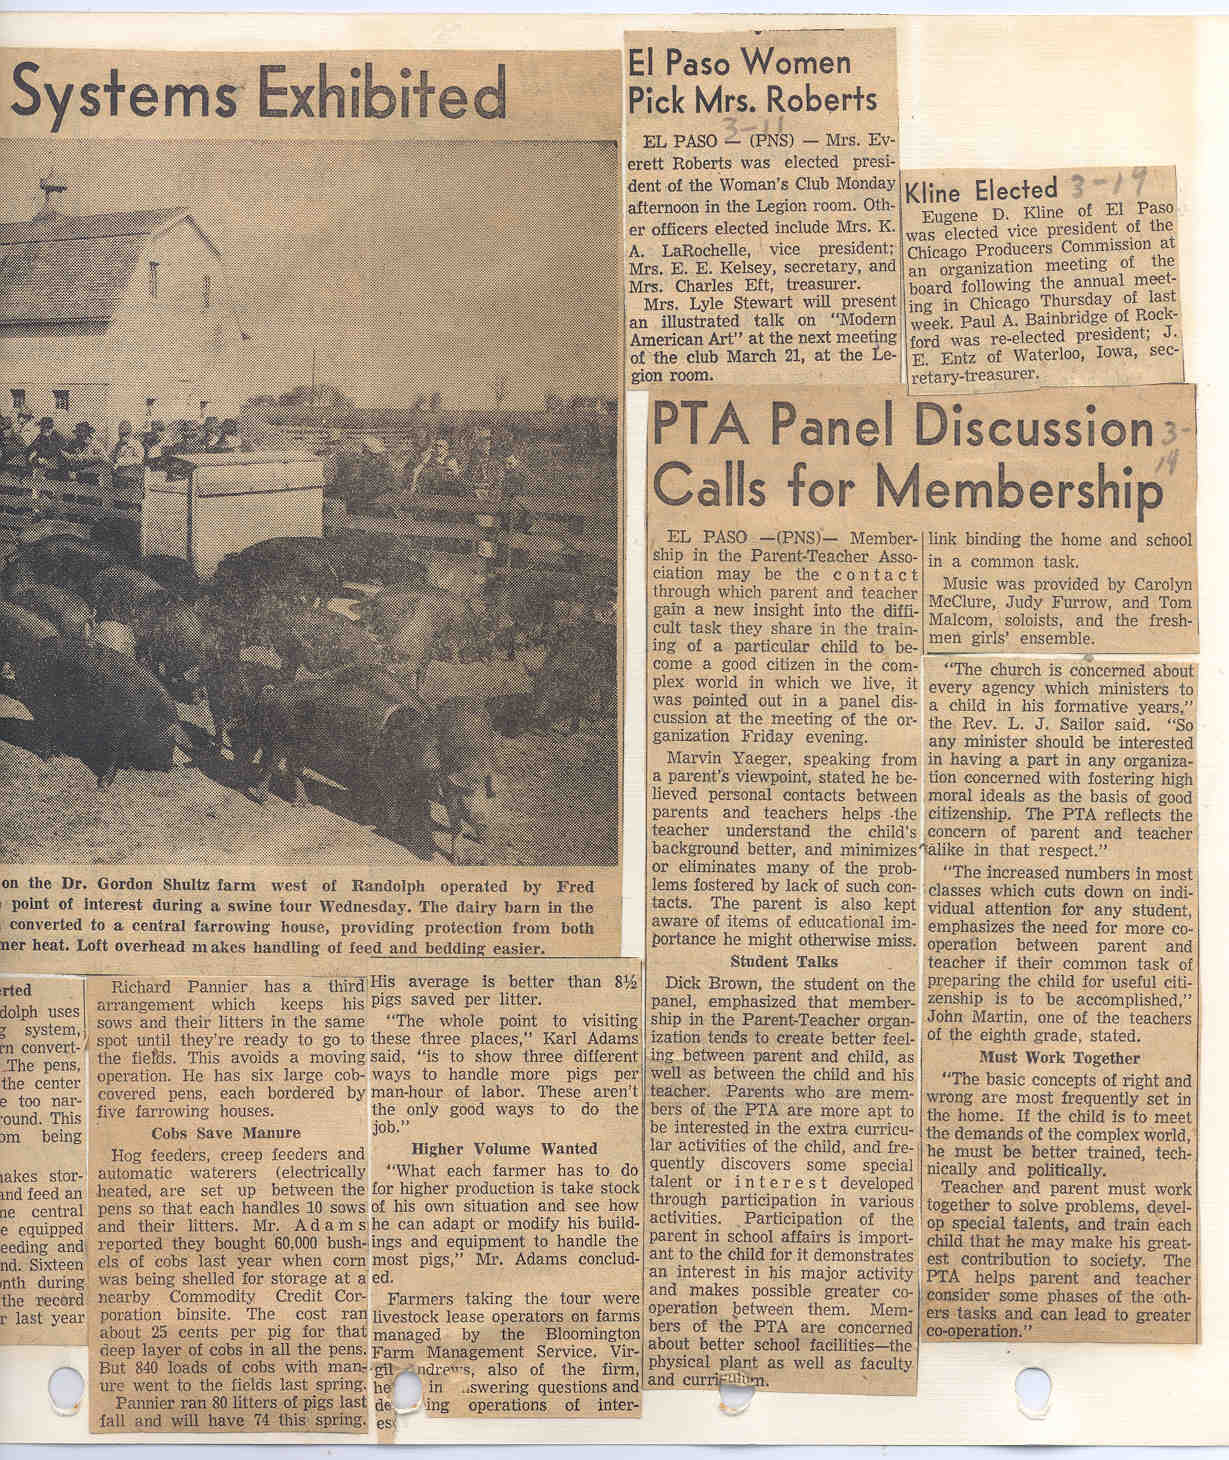 Systems Exhibited
on the Dr. Gordon Shultz farm west of Randolph operated by Fred
point of interest during a swine tour Wednesday. The dairy barn in the
converted to a central farrowing house, providing protection from both
mer heat. Loft overhead makes handling of feed and bedding easier.
rted
dolph uses
g system,
rn convert-
The pens,
the center
e too nar-
round. This
om being
akes stor-
and feed an
ne central
e equipped
eeding and
nd. Sixteen
nth during
the record
r last year
Richard Pannier has a third
arrangement which keeps his
sows and their litters in the same
spot until they're ready to go to
the fields. This avoids a moving
operation. He has six large cob-
covered pens, each bordered by
five farrowing houses.
Cobs Save Manure
Hog feeders, creep feeders and
automatic waterers (electrically
heated, are set up between the
pens so that each handles 10 sows
and their litters. Mr. Adams
reported they bought 60,000 bush-
els of cobs last year when corn
was being shelled for storage at a
nearby Commodity Credit Cor-
poration binsite. The cost ran
about 25 cents per pig for that
deep layer of cobs in all the pens.
But 840 loads of cobs with man-
ure went to the fields last spring.
Pannier ran 80 litters of pigs last
fall and will have 74 this spring.
His average is better than 8½
pigs saved per litter.
"The whole point to visiting
these three places," Karl Adams
said, "is to show three different
ways to handle more pigs per
man-hour of labor. These aren't
the only good ways to do the
job."
Higher Volume Wanted
"What each farmer has to do
for higher production is take stock
of his own situation and see how
he can adapt or modify his build-
ings and equipment to handle the
most pigs," Mr. Adams conclud-
ed.
Farmers taking the tour were
livestock lease operators on farms
managed by the Bloomington
Farm Management Service. Vir-
gil Andrews, also of the firm,
he in swering questions and
de ing operations of inter-
es
El Paso Women
Pick Mrs. Roberts
3-11
EL PASO — (PNS) — Mrs. Ev-
erett Roberts was elected presi-
dent of the Woman's Club Monday
afternoon in the Legion room. Oth-
er officers elected include Mrs. K.
A. LaRochelle, vice president;
Mrs. E. E. Kelsey, secretary, and
Mrs. Charles Eft, treasurer.
Mrs. Lyle Stewart will present
an illustrated talk on "Modern
American Art" at the next meeting
of the club March 21, at the Le-
gion room.
Kline Elected 3-19
Eugene D. Kline of El Paso
was elected vice president of the
Chicago Producers Commission at
an organization meeting of the
board following the annual meet-
ing in Chicago Thursday of last
week. Paul A. Bainbridge of Rock-
ford was re-elected president; J.
E. Entz of Waterloo, Iowa, sec-
retary-treasurer.
PTA Panel Discussion
Calls for Membership
3-
14
EL PASO —(PNS)— Member-
ship in the Parent-Teacher Asso-
ciation may be the contact
through which parent and teacher
gain a new insight into the diffi-
cult task they share in the train-
ing of a particular child to be-
come a good citizen in the com-
plex world in which we live, it
was pointed out in a panel dis-
cussion at the meeting of the or-
ganization Friday evening.
Marvin Yaeger, speaking from
a parent's viewpoint, stated he be-
lieved personal contacts between
parents and teachers helps the
teacher understand the child's
background better, and minimizes
or eliminates many of the prob-
lems fostered by lack of such con-
tacts. The parent is also kept
aware of items of educational im-
portance he might otherwise miss.
Student Talks
Dick Brown, the student on the
panel, emphasized that member-
ship in the Parent-Teacher organ-
ization tends to create better feel-
ing between parent and child, as
well as between the child and his
teacher. Parents who are mem-
bers of the PTA are more apt to
be interested in the extra curricu-
lar activities of the child, and fre-
quently discovers some special
talent or interest developed
through participation in various
activities. Participation of the
parent in school affairs is import-
ant to the child for it demonstrates
an interest in his major activity
and makes possible greater co-
operation between them. Mem-
bers of the PTA are concerned
about better school facilities—the
physical plant as well as faculty
and curriculum.
link binding the home and school
in a common task.
Music was provided by Carolyn
McClure, Judy Furrow, and Tom
Malcom, soloists, and the fresh-
men girls' ensemble.
"The church is concerned about
every agency which ministers to
a child in his formative years,"
the Rev. L. J. Sailor said. "So
any minister should be interested
in having a part in any organiza-
tion concerned with fostering high
moral ideals as the basis of good
citizenship. The PTA reflects the
concern of parent and teacher
alike in that respect."
"The increased numbers in most
classes which cuts down on indi-
vidual attention for any student,
emphasizes the need for more co-
operation between parent and
teacher if their common task of
preparing the child for useful citi-
zenship is to be accomplished,"
John Martin, one of the teachers
of the eighth grade, stated.
Must Work Together
"The basic concepts of right and
wrong are most frequently set in
the home. If the child is to meet
the demands of the complex world,
he must be better trained, tech-
nically and politically.
Teacher and parent must work
together to solve problems, devel-
op special talents, and train each
child that he may make his great-
est contribution to society. The
PTA helps parent and teacher
consider some phases of the oth-
ers tasks and can lead to greater
co-operation."